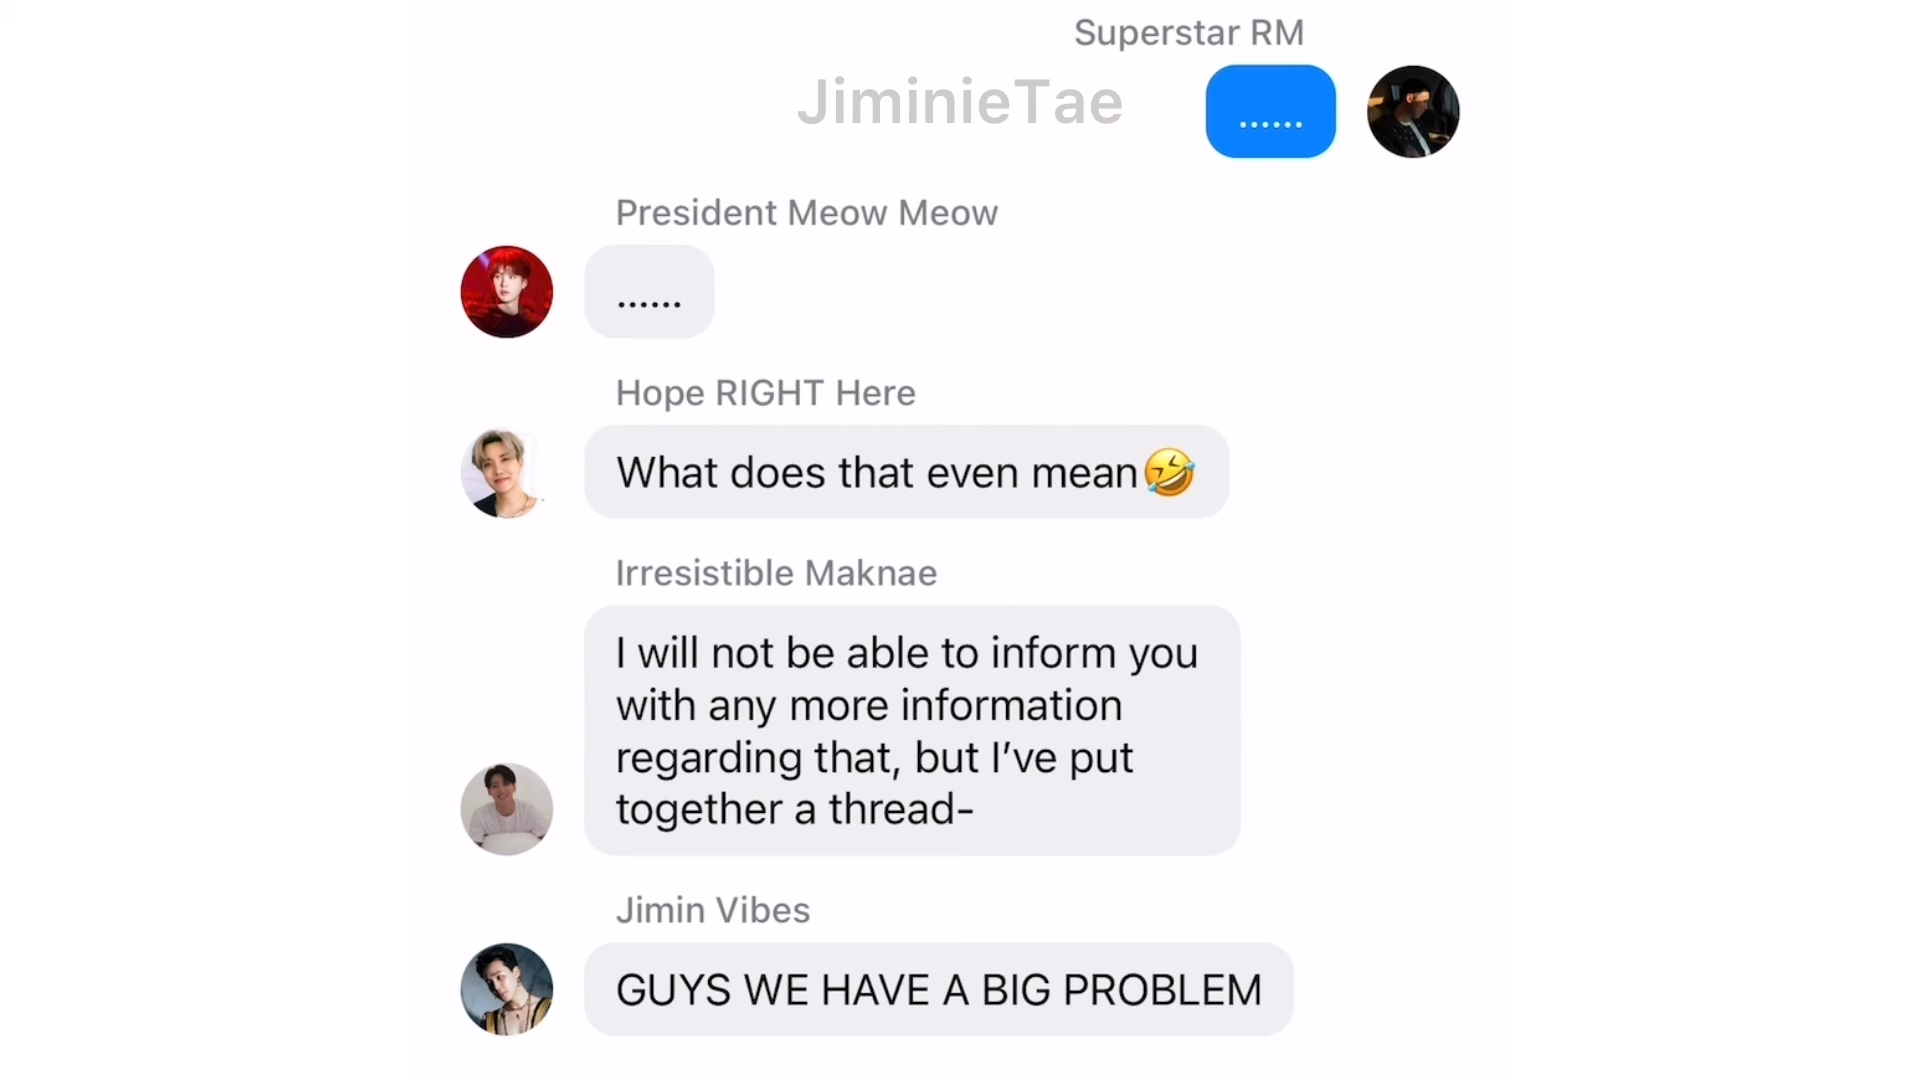 Superstar RM
JiminieTae
......
President Meow Meow
......
Hope RIGHT Here
What does that even mean🤣
Irresistible Maknae
I will not be able to inform you
with any more information
regarding that, but I’ve put
together a thread-
Jimin Vibes
GUYS WE HAVE A BIG PROBLEM